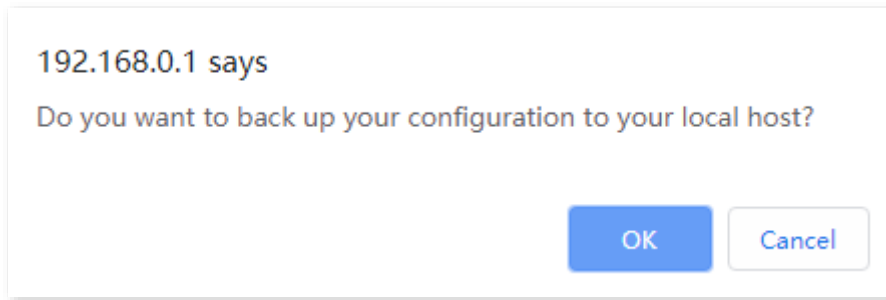 192.168.0.1 says
Do you want to back up your configuration to your local host?
OK Cancel